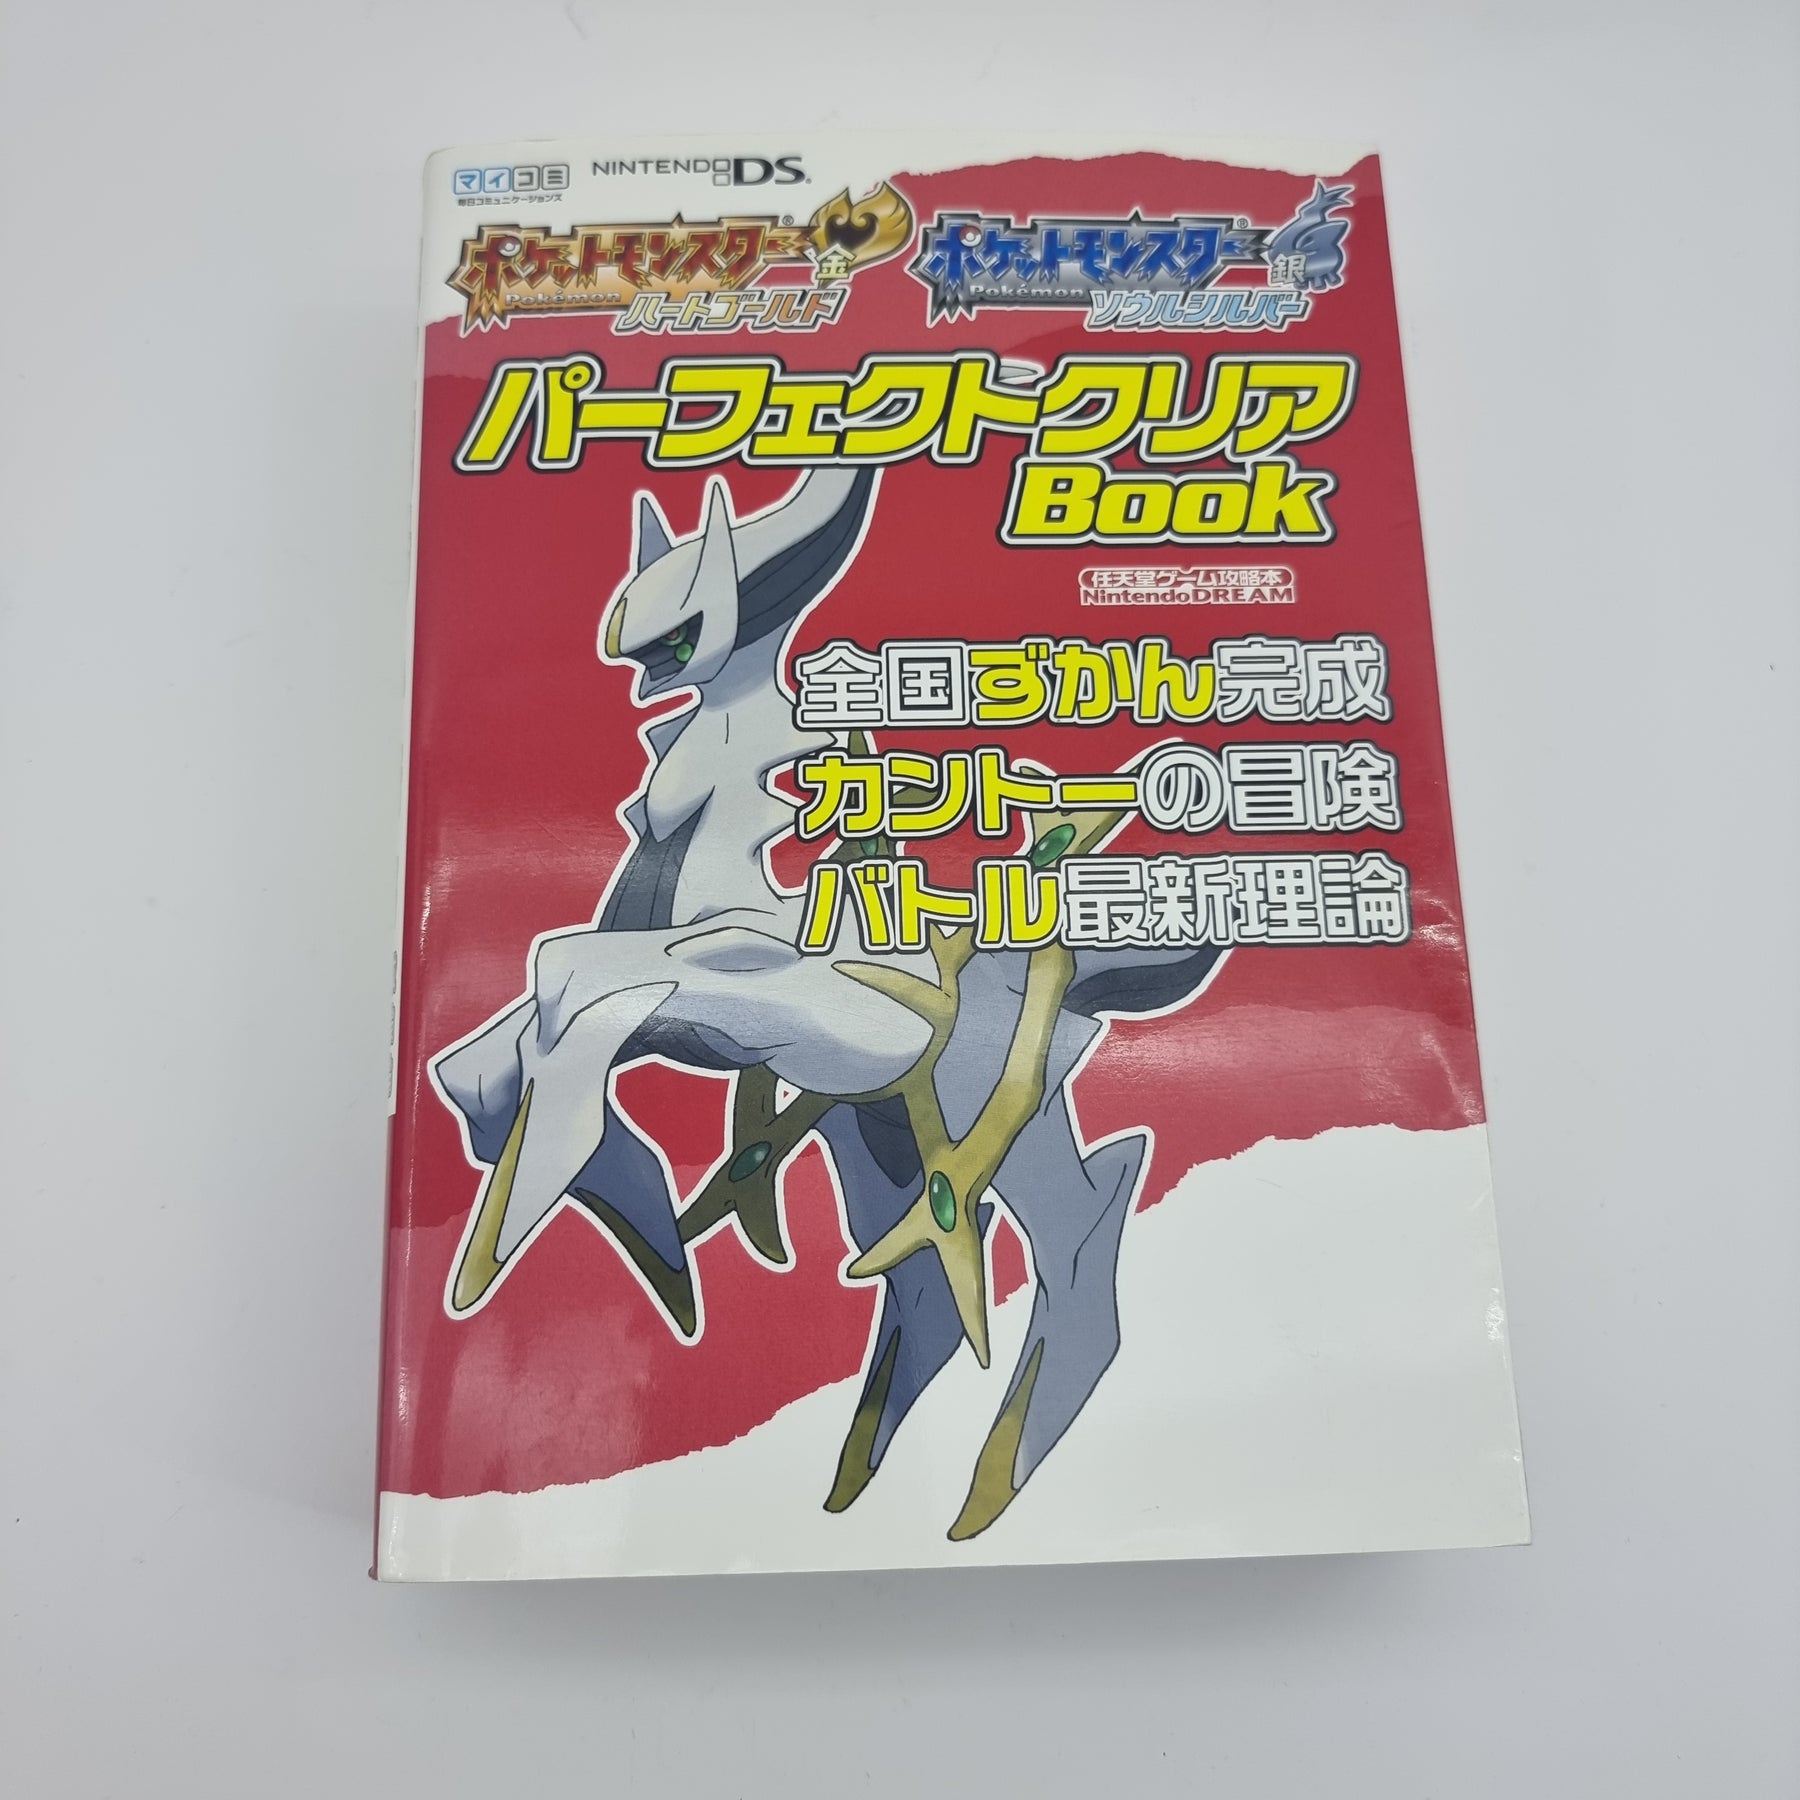 マイコミ
毎日コミュニケーションズ
NINTENDO DS®
ポケットモンスター® 金
Pokémon
ハートゴールド
ポケットモンスター® 銀
Pokémon
ソウルシルバー
パーフェクトクリア
Book
任天堂ゲーム攻略本
Nintendo DREAM
全国ずかん完成
カントーの冒険
バトル最新理論